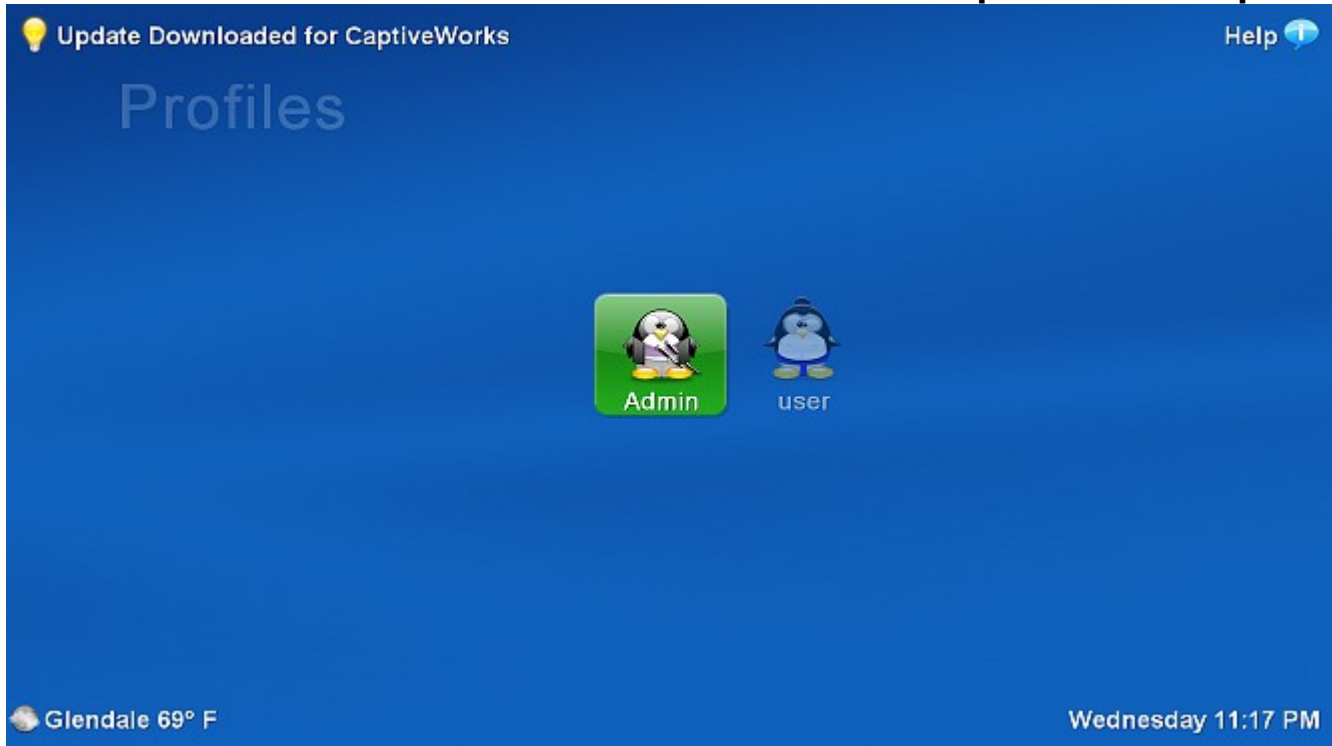 Update Downloaded for CaptiveWorks
Help
Profiles
Admin
user
Glendale 69° F
Wednesday 11:17 PM